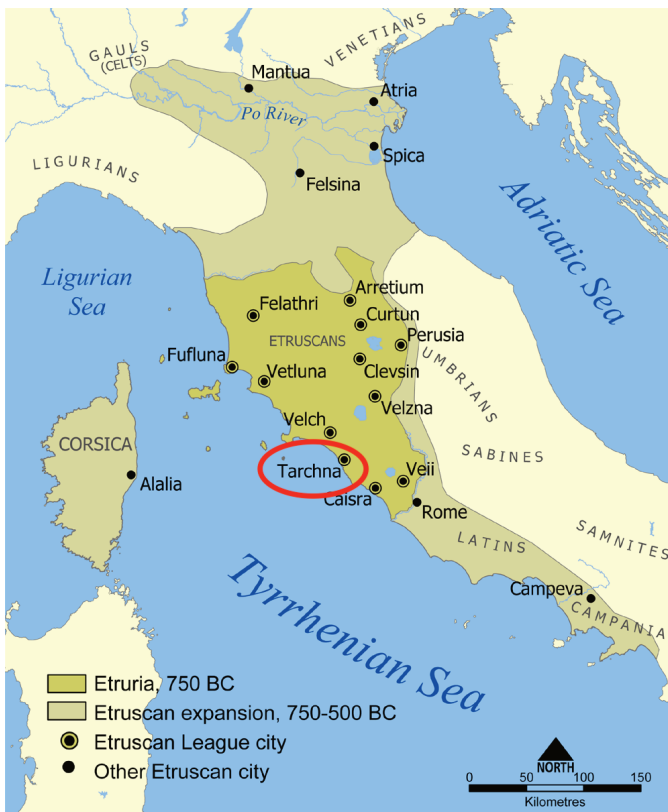 GAULS
(CELTS)
VENETIANS
Mantua
Atria
Po River
Spica
LIGURIANS
Felsina
Adriatic Sea
Ligurian
Sea
Arretium
Felathri
Curtun
ETRUSCANS
Perusia
Fufluna
Clevsin
UMBRIANS
Vetluna
Velzna
Velch
CORSICA
SABINES
Tarchna
Veii
Alalia
Caisra
Rome
SAMNITES
LATINS
Tyrrhenian Sea
Campeva
CAMPANIA
Etruria, 750 BC
Etruscan expansion, 750-500 BC
Etruscan League city
Other Etruscan city
NORTH
0 50 100 150
Kilometres